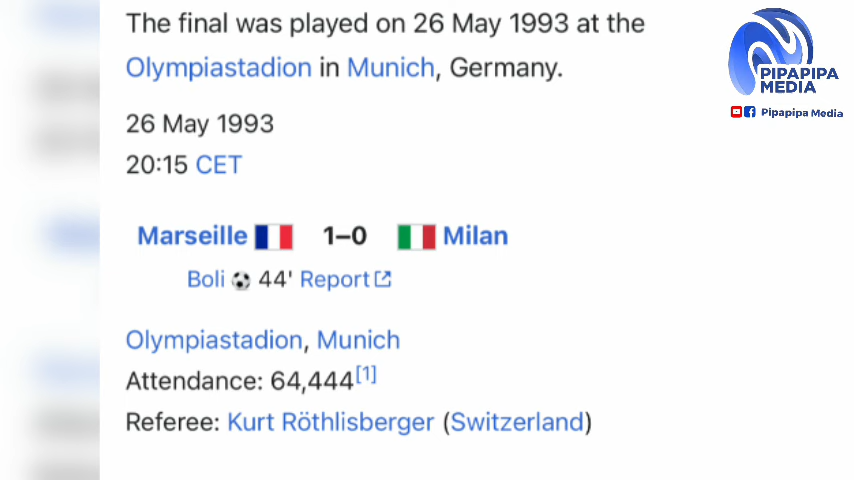 The final was played on 26 May 1993 at the
Olympiastadion in Munich, Germany.
26 May 1993
20:15 CET
Marseille 1–0 Milan
Boli 44' Report
Olympiastadion, Munich
Attendance: 64,444[1]
Referee: Kurt Röthlisberger (Switzerland)
PIPAPIPA
MEDIA
Pipapipa Media